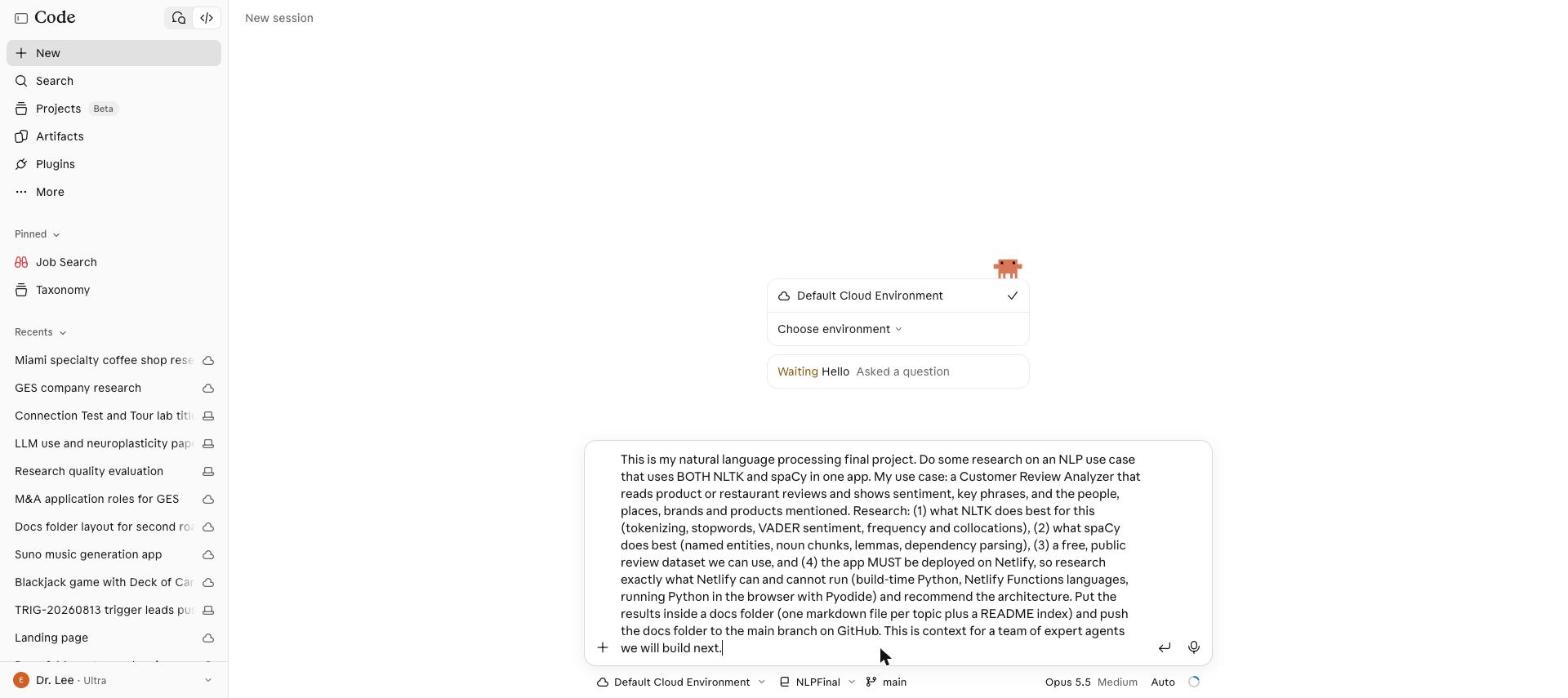 Code
New session
New
Search
Projects Beta
Artifacts
Plugins
More
Pinned
Job Search
Taxonomy
Recents
Miami specialty coffee shop rese
GES company research
Connection Test and Tour lab titl
LLM use and neuroplasticity pap
Research quality evaluation
M&A application roles for GES
Docs folder layout for second ro
Suno music generation app
Blackjack game with Deck of Car
TRIG-20260813 trigger leads pu
Landing page
E Dr. Lee · Ultra
Default Cloud Environment
Choose environment
Waiting Hello Asked a question
This is my natural language processing final project. Do some research on an NLP use case
that uses BOTH NLTK and spaCy in one app. My use case: a Customer Review Analyzer that
reads product or restaurant reviews and shows sentiment, key phrases, and the people,
places, brands and products mentioned. Research: (1) what NLTK does best for this
(tokenizing, stopwords, VADER sentiment, frequency and collocations), (2) what spaCy
does best (named entities, noun chunks, lemmas, dependency parsing), (3) a free, public
review dataset we can use, and (4) the app MUST be deployed on Netlify, so research
exactly what Netlify can and cannot run (build-time Python, Netlify Functions languages,
running Python in the browser with Pyodide) and recommend the architecture. Put the
results inside a docs folder (one markdown file per topic plus a README index) and push
the docs folder to the main branch on GitHub. This is context for a team of expert agents
we will build next.
Default Cloud Environment NLPFinal main Opus 5.5 Medium Auto